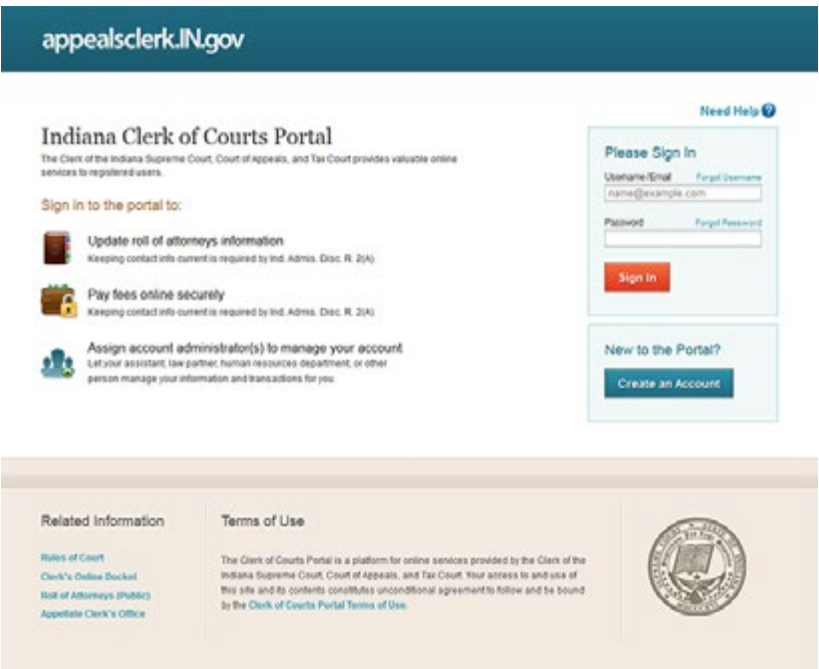 appealsclerk.IN.gov
Need Help ?
Indiana Clerk of Courts Portal
The Clerk of the Indiana Supreme Court, Court of Appeals, and Tax Court provides valuable online
services to registered users.
Sign in to the portal to:
Update roll of attorneys information
Keeping contact info current is required by Ind. Admis. Disc. R. 2(A).
Pay fees online securely
Keeping contact info current is required by Ind. Admis. Disc. R. 2(A).
Assign account administrator(s) to manage your account
Let your assistant, law partner, human resources department, or other
person manage your information and transactions for you.
Please Sign In
Username/Email Forgot Username
name@example.com
Password Forgot Password
Sign In
New to the Portal?
Create an Account
Related Information
Rules of Court
Clerk's Online Docket
Roll of Attorneys (Public)
Appellate Clerk's Office
Terms of Use
The Clerk of Courts Portal is a platform for online services provided by the Clerk of the
Indiana Supreme Court, Court of Appeals, and Tax Court. Your access to and use of
this site and its contents constitutes unconditional agreement to follow and be bound
by the Clerk of Courts Portal Terms of Use.